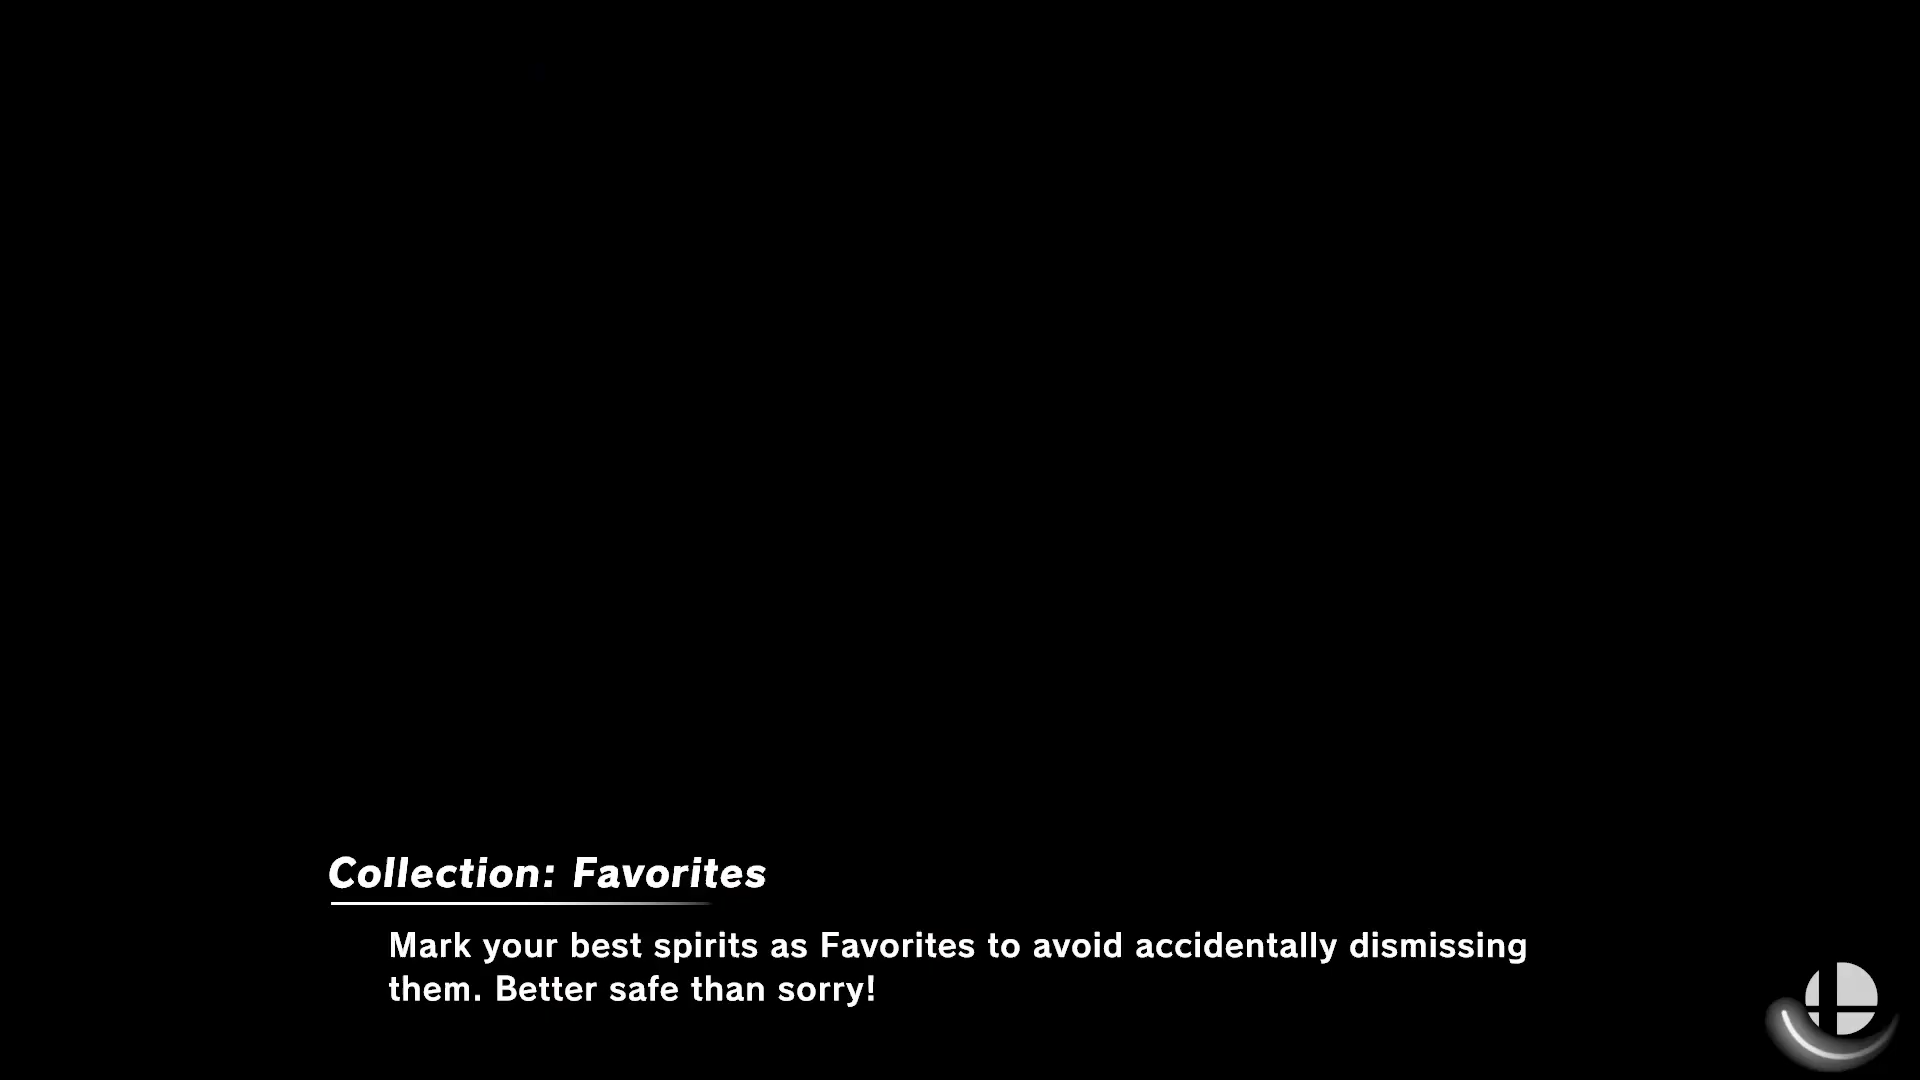 Collection: Favorites
Mark your best spirits as Favorites to avoid accidentally dismissing
them. Better safe than sorry!